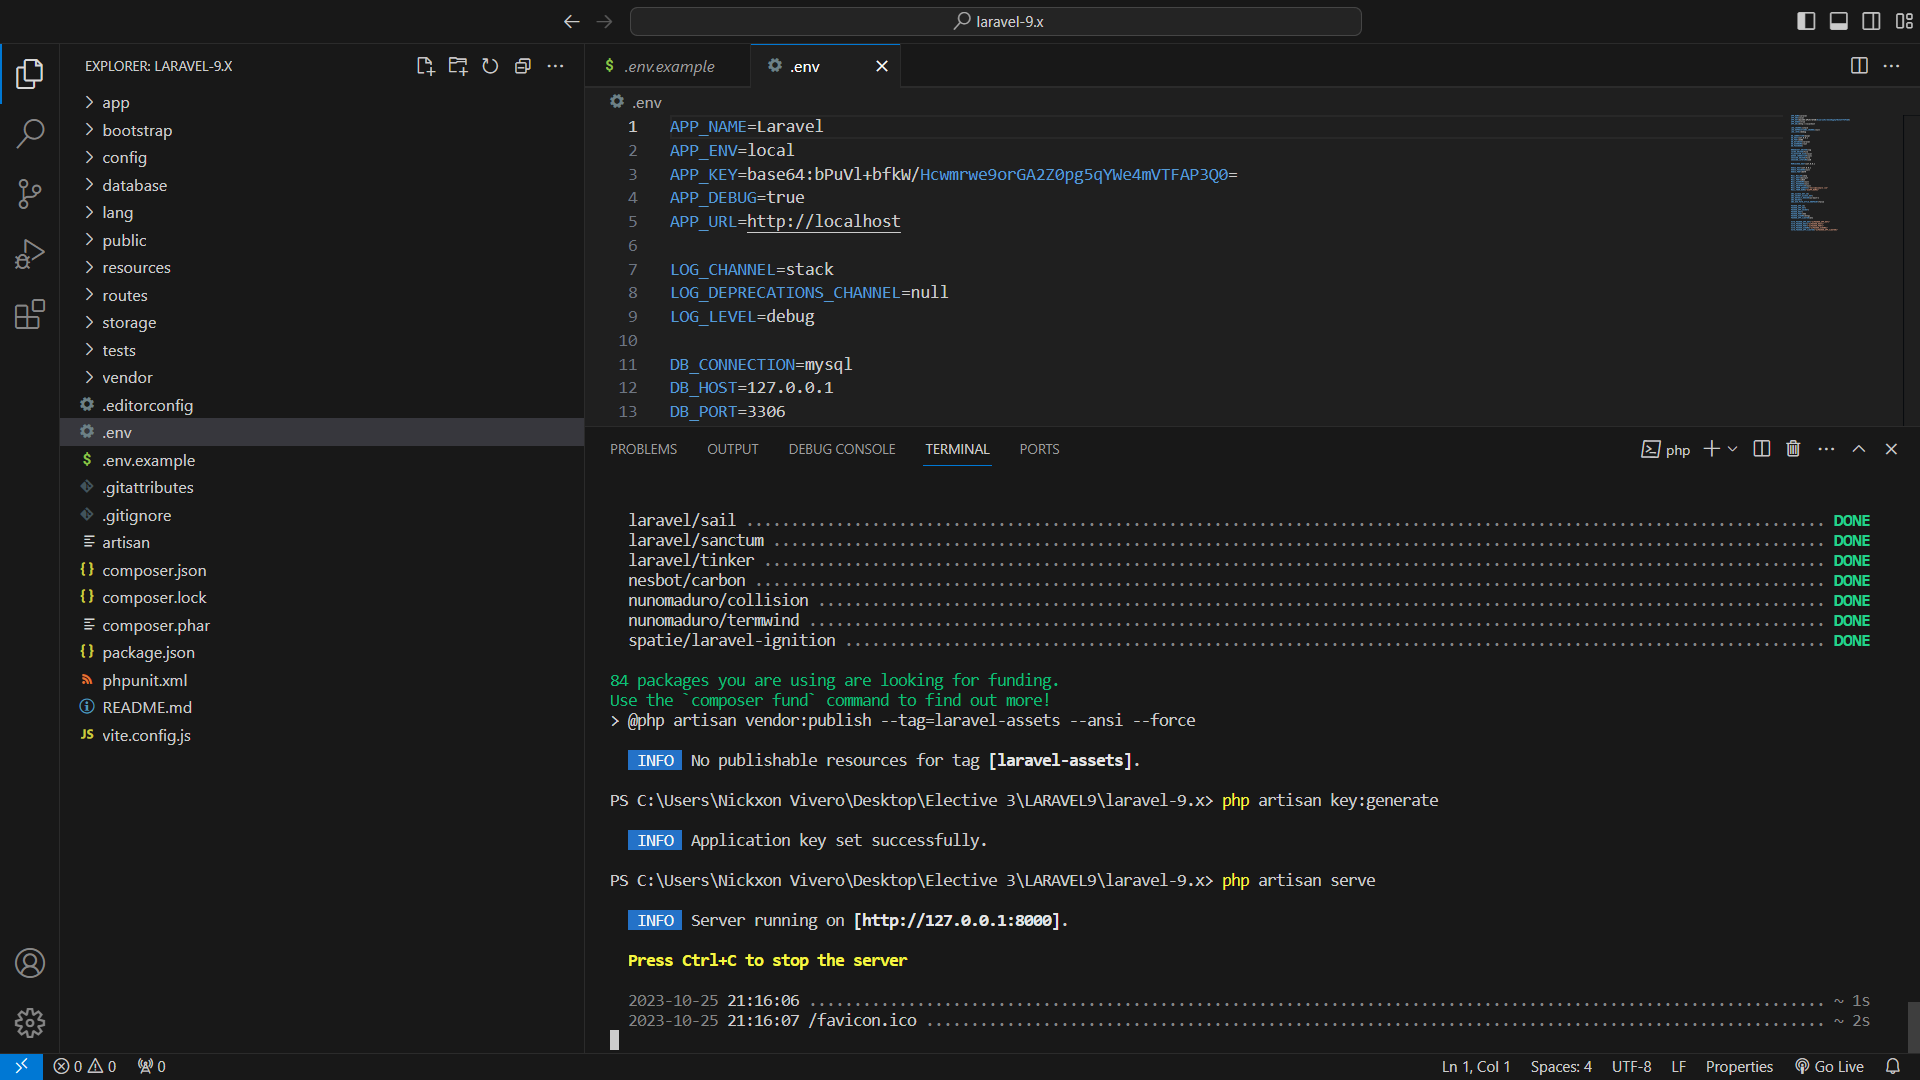 laravel-9.x
EXPLORER: LARAVEL-9.X
app
bootstrap
config
database
lang
public
resources
routes
storage
tests
vendor
.editorconfig
.env
.env.example
.gitattributes
.gitignore
artisan
composer.json
composer.lock
composer.phar
package.json
phpunit.xml
README.md
JS vite.config.js
$ .env.example
.env
.env
1 APP_NAME=Laravel
2 APP_ENV=local
3 APP_KEY=base64:bPuVl+bfkW/Hcwmrwe9orGA2Z0pg5qYWe4mVTFAP3Q0=
4 APP_DEBUG=true
5 APP_URL=http://localhost
6
7 LOG_CHANNEL=stack
8 LOG_DEPRECATIONS_CHANNEL=null
9 LOG_LEVEL=debug
10
11 DB_CONNECTION=mysql
12 DB_HOST=127.0.0.1
13 DB_PORT=3306
PROBLEMS OUTPUT DEBUG CONSOLE TERMINAL PORTS
php
laravel/sail ........ DONE
laravel/sanctum ........ DONE
laravel/tinker ........ DONE
nesbot/carbon ........ DONE
nunomaduro/collision ........ DONE
nunomaduro/termwind ........ DONE
spatie/laravel-ignition ........ DONE
84 packages you are using are looking for funding.
Use the `composer fund` command to find out more!
> @php artisan vendor:publish --tag=laravel-assets --ansi --force
INFO No publishable resources for tag [laravel-assets].
PS C:\Users\Nickxon Vivero\Desktop\Elective 3\LARAVEL9\laravel-9.x> php artisan key:generate
INFO Application key set successfully.
PS C:\Users\Nickxon Vivero\Desktop\Elective 3\LARAVEL9\laravel-9.x> php artisan serve
INFO Server running on [http://127.0.0.1:8000].
Press Ctrl+C to stop the server
2023-10-25 21:16:06 ........ ~ 1s
2023-10-25 21:16:07 /favicon.ico ........ ~ 2s
0 0 0
Ln 1, Col 1 Spaces: 4 UTF-8 LF Properties Go Live